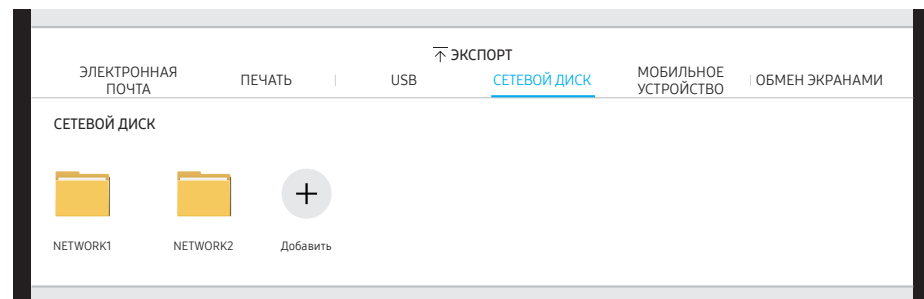 ЭКСПОРТ
ЭЛЕКТРОННАЯ
ПОЧТА
ПЕЧАТЬ
USB
СЕТЕВОЙ ДИСК
МОБИЛЬНОЕ
УСТРОЙСТВО
ОБМЕН ЭКРАНАМИ
СЕТЕВОЙ ДИСК
NETWORK1
NETWORK2
Добавить